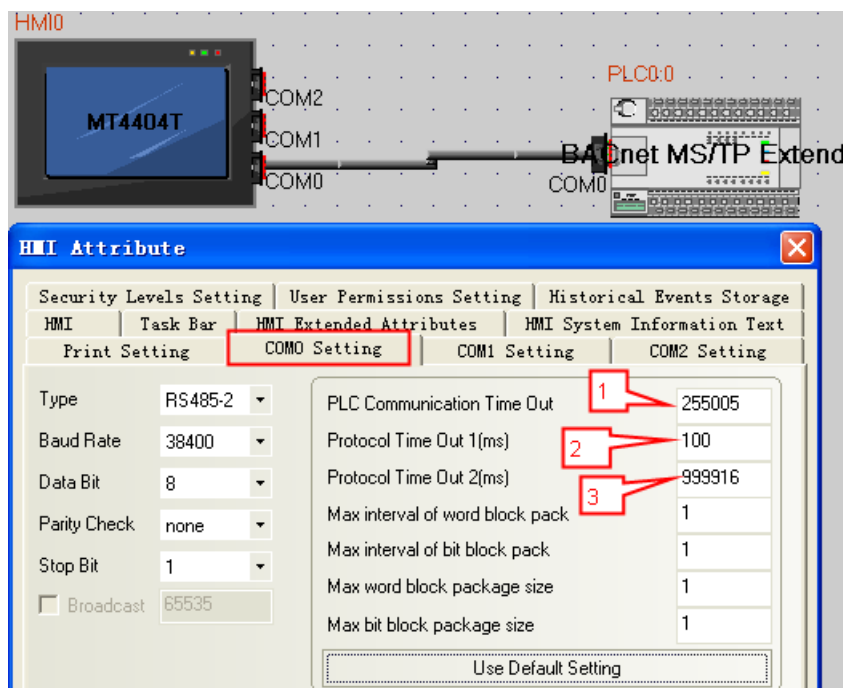 HMI0
PLC0:0
COM2
MT4404T
COM1
BACnet MS/TP Extend
COM0
COM0
HMI Attribute
Security Levels Setting User Permissions Setting Historical Events Storage
HMI Task Bar HMI Extended Attributes HMI System Information Text
Print Setting COM0 Setting COM1 Setting COM2 Setting
Type RS485-2 PLC Communication Time Out 1 255005
Baud Rate 38400 Protocol Time Out 1(ms) 2 100
Data Bit 8 Protocol Time Out 2(ms) 3 999916
Parity Check none Max interval of word block pack 1
Stop Bit 1 Max interval of bit block pack 1
Broadcast 65535 Max word block package size 1
Max bit block package size 1
Use Default Setting